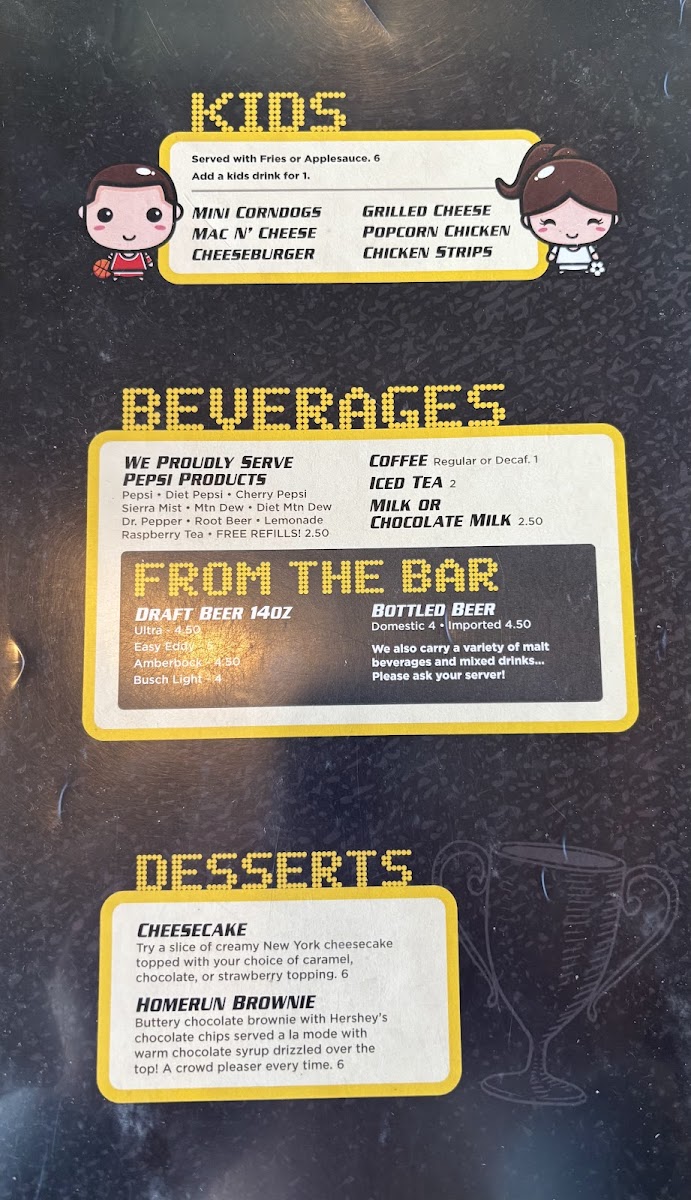 KIDS
Served with Fries or Applesauce. 6
Add a kids drink for 1.
MINI CORNDOGS
MAC N' CHEESE
CHEESEBURGER
GRILLED CHEESE
POPCORN CHICKEN
CHICKEN STRIPS
BEVERAGES
WE PROUDLY SERVE
PEPSI PRODUCTS
Pepsi • Diet Pepsi • Cherry Pepsi
Sierra Mist • Mtn Dew • Diet Mtn Dew
Dr. Pepper • Root Beer • Lemonade
Raspberry Tea • FREE REFILLS! 2.50
COFFEE Regular or Decaf. 1
ICED TEA 2
MILK OR
CHOCOLATE MILK 2.50
FROM THE BAR
DRAFT BEER 14OZ
Ultra - 4.50
Easy Eddy - 5
Amberbock - 4.50
Busch Light - 4
BOTTLED BEER
Domestic 4 • Imported 4.50
We also carry a variety of malt
beverages and mixed drinks...
Please ask your server!
DESSERTS
CHEESECAKE
Try a slice of creamy New York cheesecake
topped with your choice of caramel,
chocolate, or strawberry topping. 6
HOMERUN BROWNIE
Buttery chocolate brownie with Hershey's
chocolate chips served a la mode with
warm chocolate syrup drizzled over the
top! A crowd pleaser every time. 6